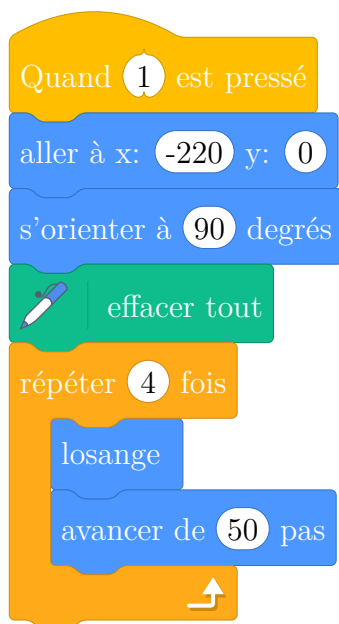 Quand 1 est pressé
aller à x: -220 y: 0
s'orienter à 90 degrés
effacer tout
répéter 4 fois
losange
avancer de 50 pas